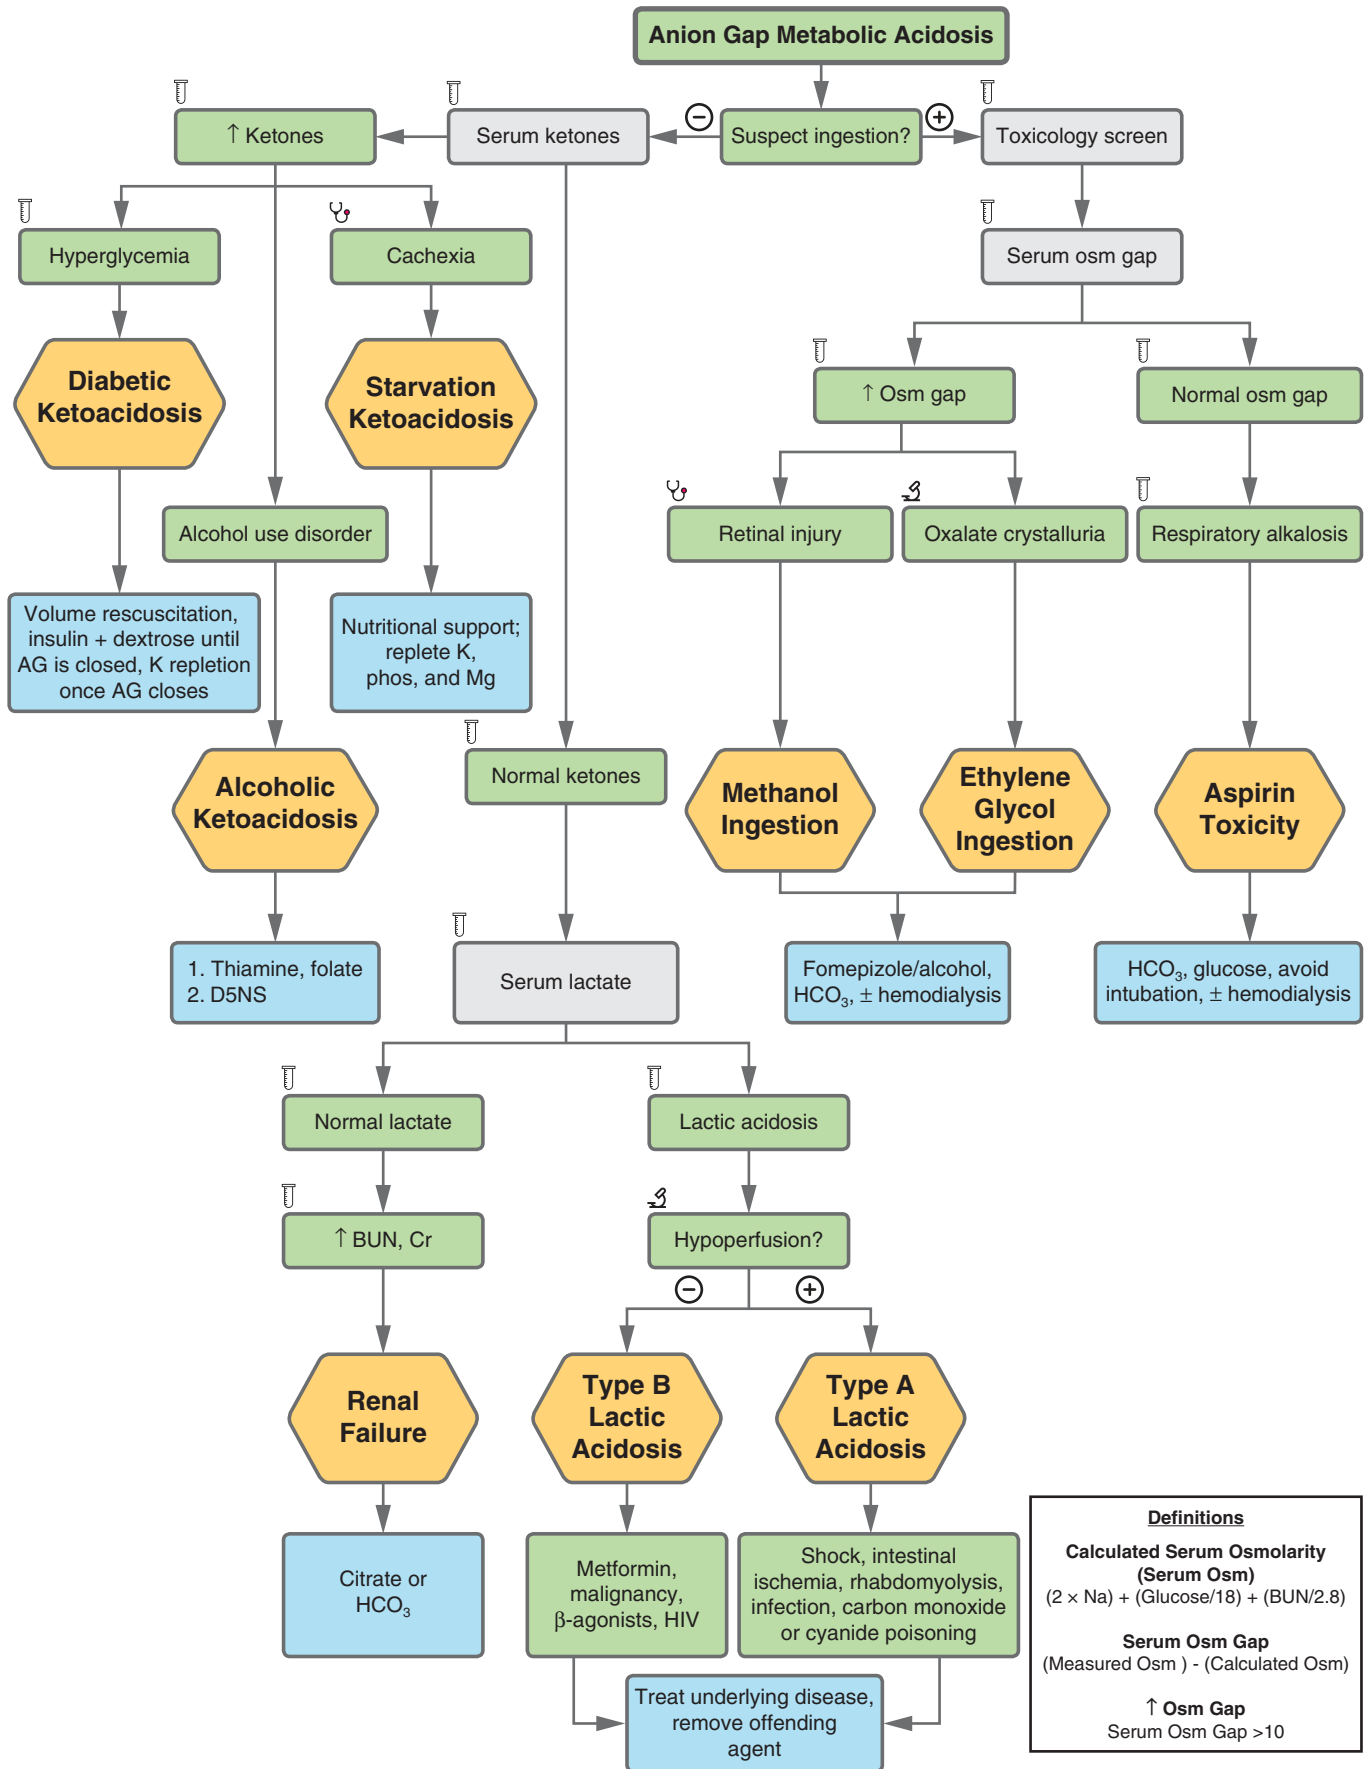 Anion Gap Metabolic Acidosis
↑ Ketones
Serum ketones
−
Suspect ingestion?
+
Toxicology screen
Hyperglycemia
Cachexia
Serum osm gap
Diabetic
Ketoacidosis
Starvation
Ketoacidosis
↑ Osm gap
Normal osm gap
Alcohol use disorder
Retinal injury
Oxalate crystalluria
Respiratory alkalosis
Volume rescuscitation,
insulin + dextrose until
AG is closed, K repletion
once AG closes
Nutritional support;
replete K,
phos, and Mg
Alcoholic
Ketoacidosis
Normal ketones
Methanol
Ingestion
Ethylene
Glycol
Ingestion
Aspirin
Toxicity
1. Thiamine, folate
2. D5NS
Serum lactate
Fomepizole/alcohol,
HCO₃, ± hemodialysis
HCO₃, glucose, avoid
intubation, ± hemodialysis
Normal lactate
Lactic acidosis
↑ BUN, Cr
Hypoperfusion?
−
+
Renal
Failure
Type B
Lactic
Acidosis
Type A
Lactic
Acidosis
Citrate or
HCO₃
Metformin,
malignancy,
β-agonists, HIV
Shock, intestinal
ischemia, rhabdomyolysis,
infection, carbon monoxide
or cyanide poisoning
Treat underlying disease,
remove offending
agent
Definitions
Calculated Serum Osmolarity
(Serum Osm)
(2 × Na) + (Glucose/18) + (BUN/2.8)
Serum Osm Gap
(Measured Osm ) - (Calculated Osm)
↑ Osm Gap
Serum Osm Gap >10